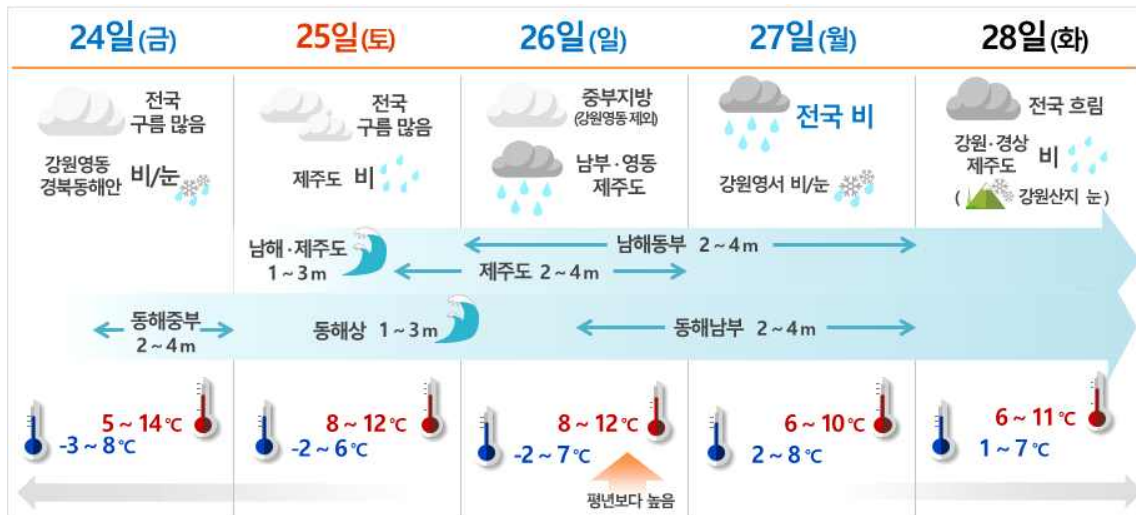 24일(금)
25일(토)
26일(일)
27일(월)
28일(화)
전국
구름 많음
강원영동
경북동해안
비/눈
전국
구름 많음
제주도 비
중부지방
(강원영동 제외)
남부·영동
제주도
전국 비
강원영서 비/눈
전국 흐림
강원·경상
제주도
비
( 강원산지 눈 )
남해·제주도
1 ~ 3 m
남해동부 2 ~ 4 m
제주도 2 ~ 4 m
동해중부
2 ~ 4 m
동해상 1 ~ 3 m
동해남부 2 ~ 4 m
5 ~ 14 ℃
-3 ~ 8 ℃
8 ~ 12 ℃
-2 ~ 6 ℃
8 ~ 12 ℃
-2 ~ 7 ℃
평년보다 높음
6 ~ 10 ℃
2 ~ 8 ℃
6 ~ 11 ℃
1 ~ 7 ℃